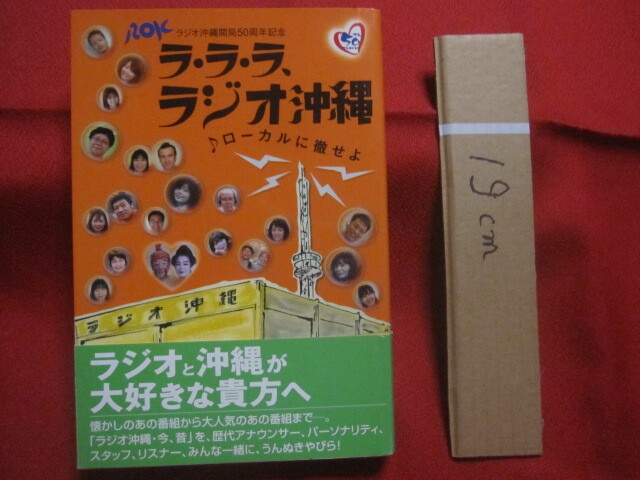 ROK ラジオ沖縄開局50周年記念
50
ラ・ラ・ラ、
ラジオ沖縄
♪ローカルに徹せよ
ラジオ沖縄
ラジオと沖縄が
大好きな貴方へ
懐かしのあの番組から大人気のあの番組まで―。
「ラジオ沖縄・今、昔」を、歴代アナウンサー、パーソナリティ、
スタッフ、リスナー、みんな一緒に、うんぬきやびら!
19cm